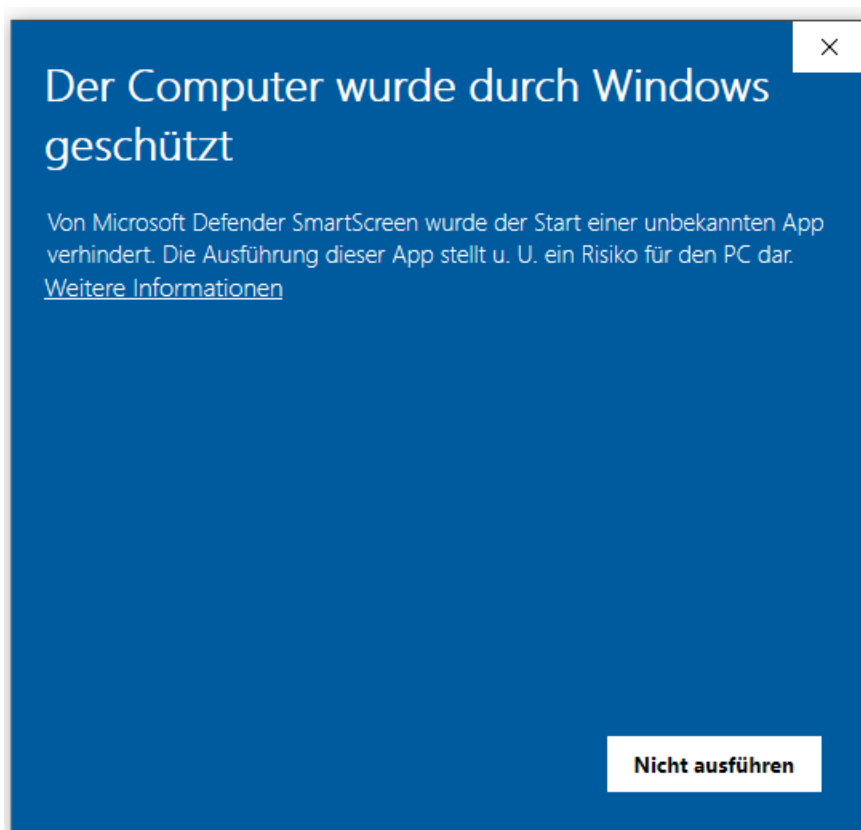 Der Computer wurde durch Windows
geschützt
Von Microsoft Defender SmartScreen wurde der Start einer unbekannten App
verhindert. Die Ausführung dieser App stellt u. U. ein Risiko für den PC dar.
Weitere Informationen
Nicht ausführen